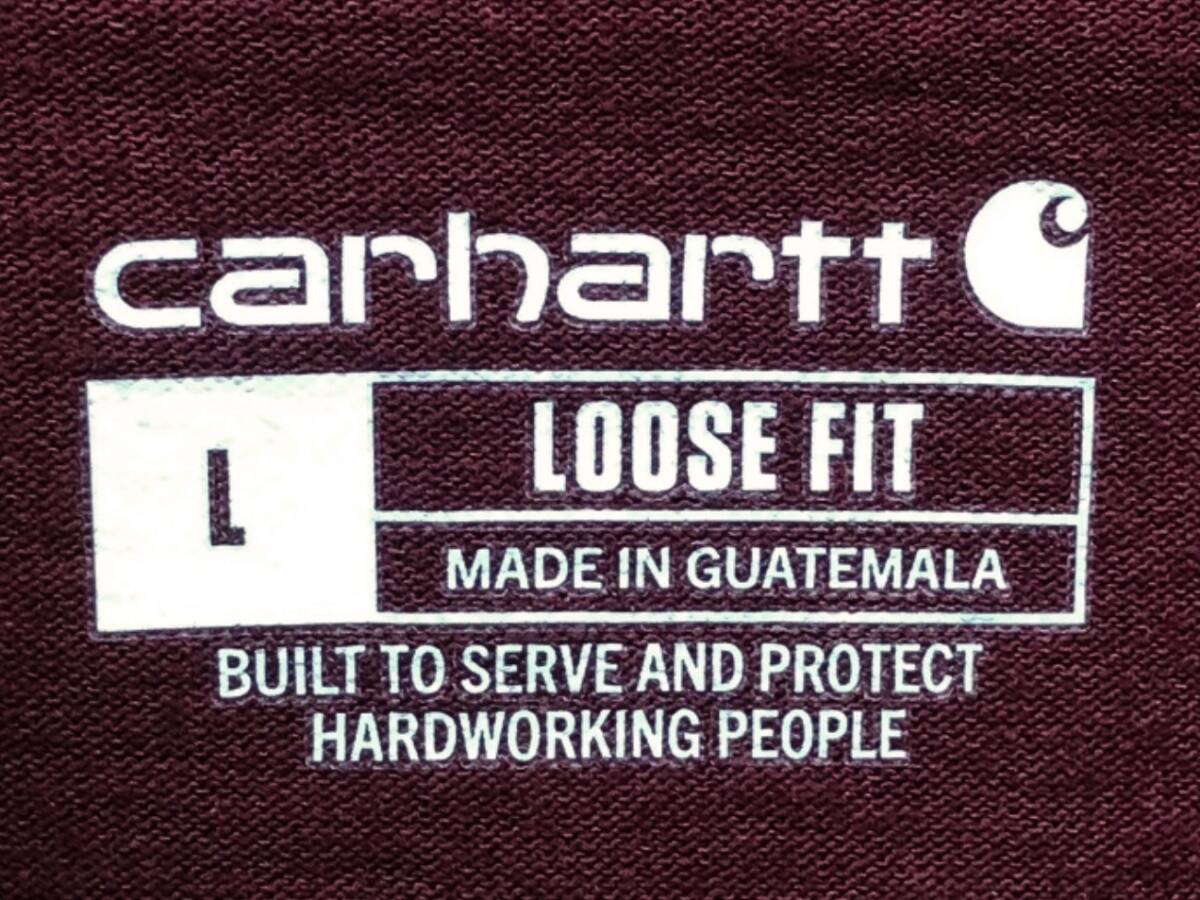 carhartt
L
LOOSE FIT
MADE IN GUATEMALA
BUILT TO SERVE AND PROTECT
HARDWORKING PEOPLE